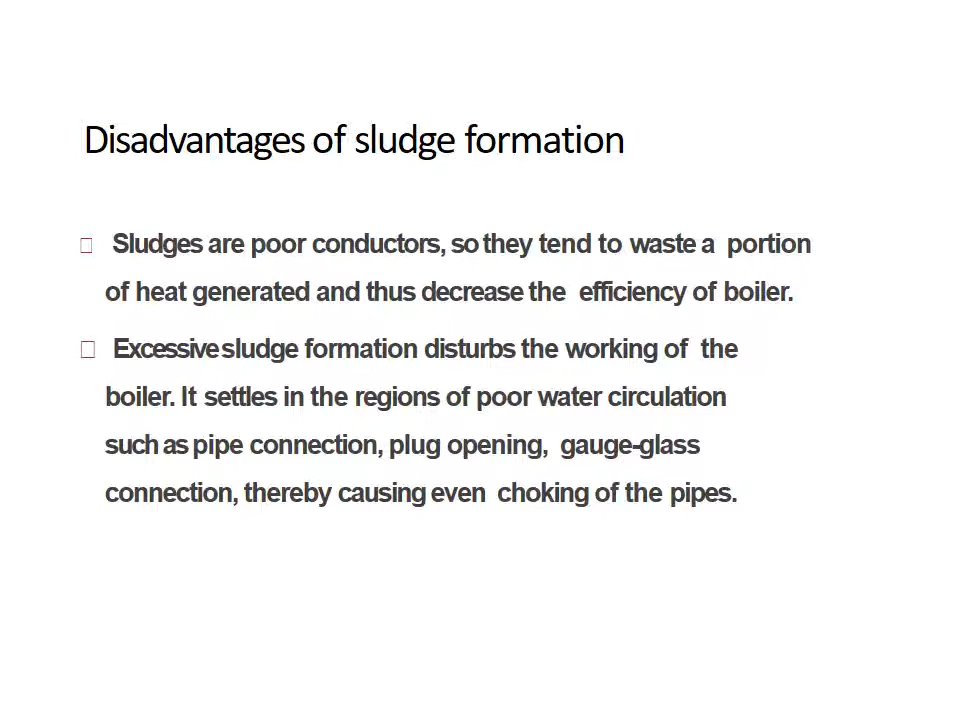 Disadvantages of sludge formation
Sludges are poor conductors, so they tend to waste a portion
of heat generated and thus decrease the efficiency of boiler.
Excessive sludge formation disturbs the working of the
boiler. It settles in the regions of poor water circulation
such as pipe connection, plug opening, gauge-glass
connection, thereby causing even choking of the pipes.